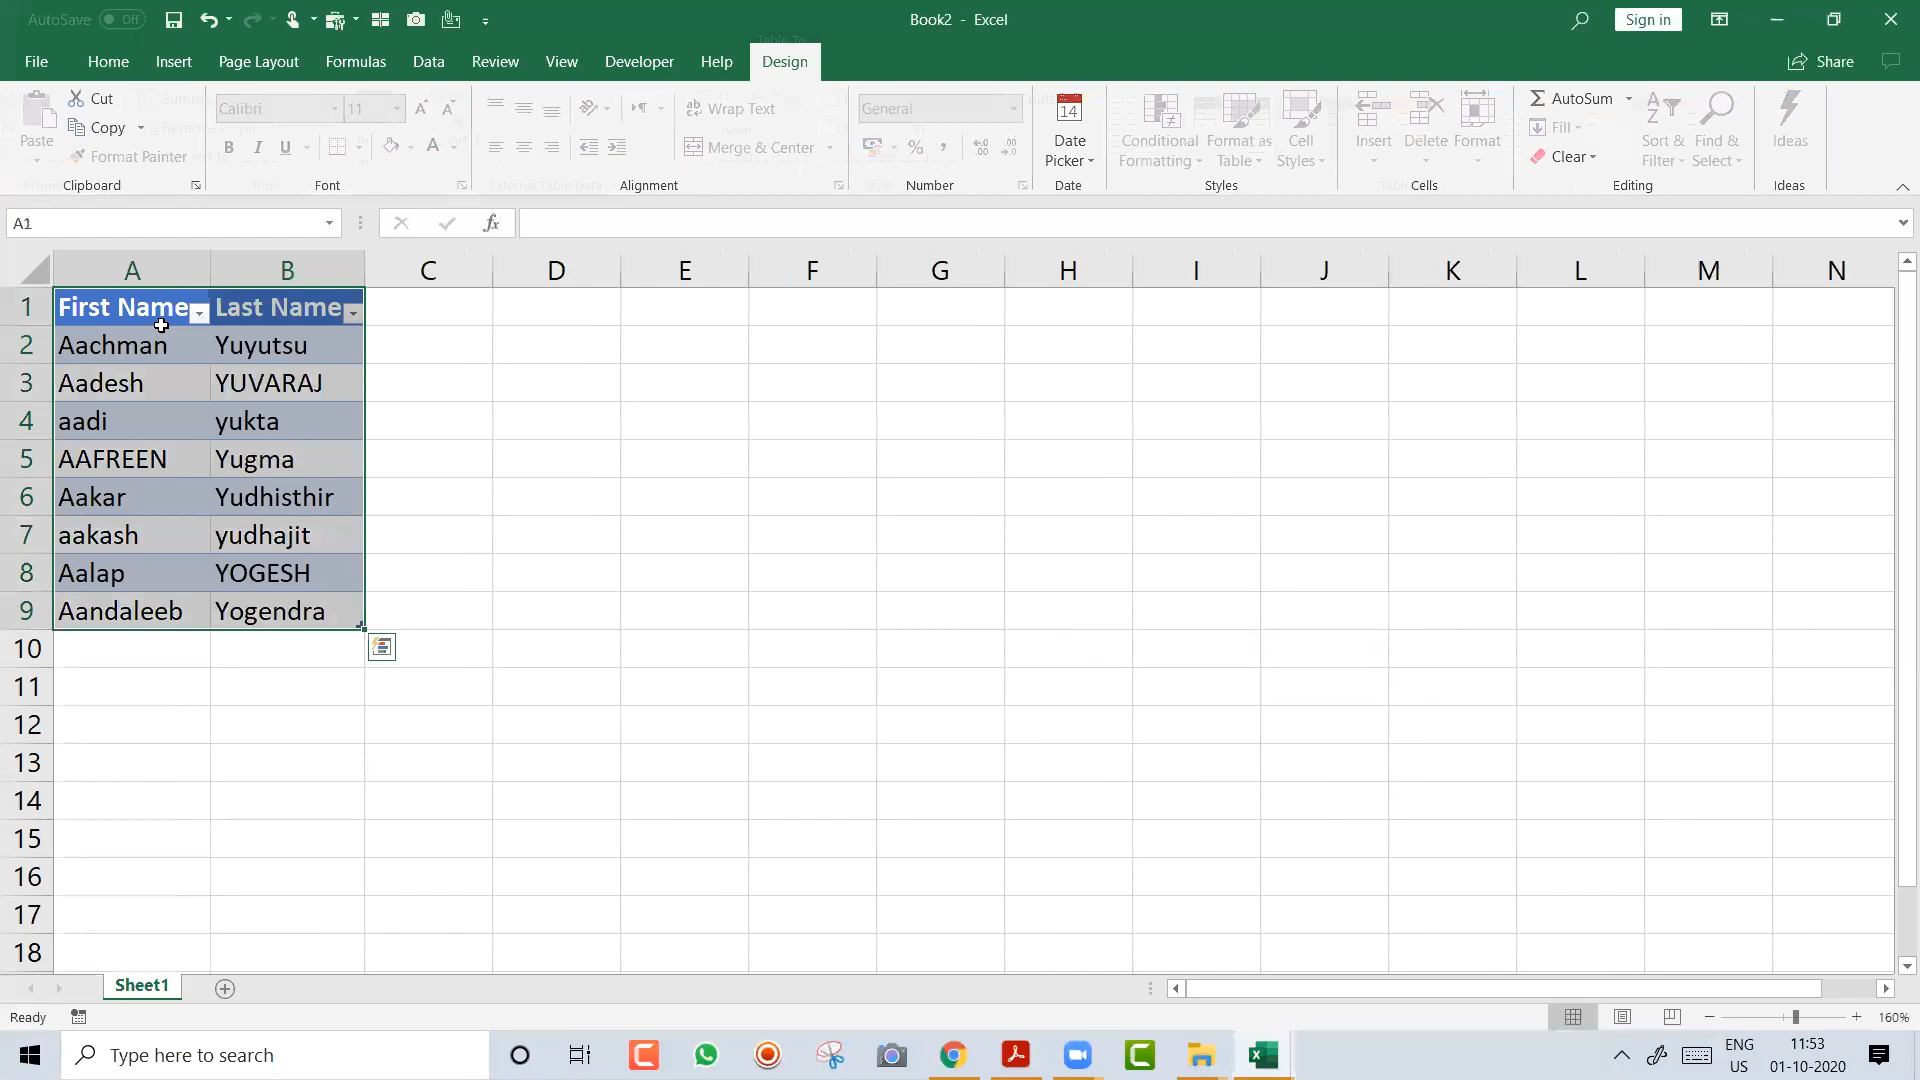 AutoSave Off Book2 - Excel Sign in
File Home Insert Page Layout Formulas Data Review View Developer Help Design Share
Paste Cut Copy Format Painter
Clipboard
Calibri 11
B I U
Font
Wrap Text
Merge & Center
Alignment
General
Number
14 Date Picker
Date
Conditional Formatting Format as Table Cell Styles
Styles
Insert Delete Format
Cells
AutoSum Fill Clear
Sort & Filter Find & Select
Editing
Ideas
Ideas
A1 fx
A B C D E F G H I J K L M N
1 First Name Last Name
2 Aachman Yuyutsu
3 Aadesh YUVARAJ
4 aadi yukta
5 AAFREEN Yugma
6 Aakar Yudhisthir
7 aakash yudhajit
8 Aalap YOGESH
9 Aandaleeb Yogendra
10
11
12
13
14
15
16
17
18
Sheet1
Ready 160%
Type here to search ENG US 11:53 01-10-2020